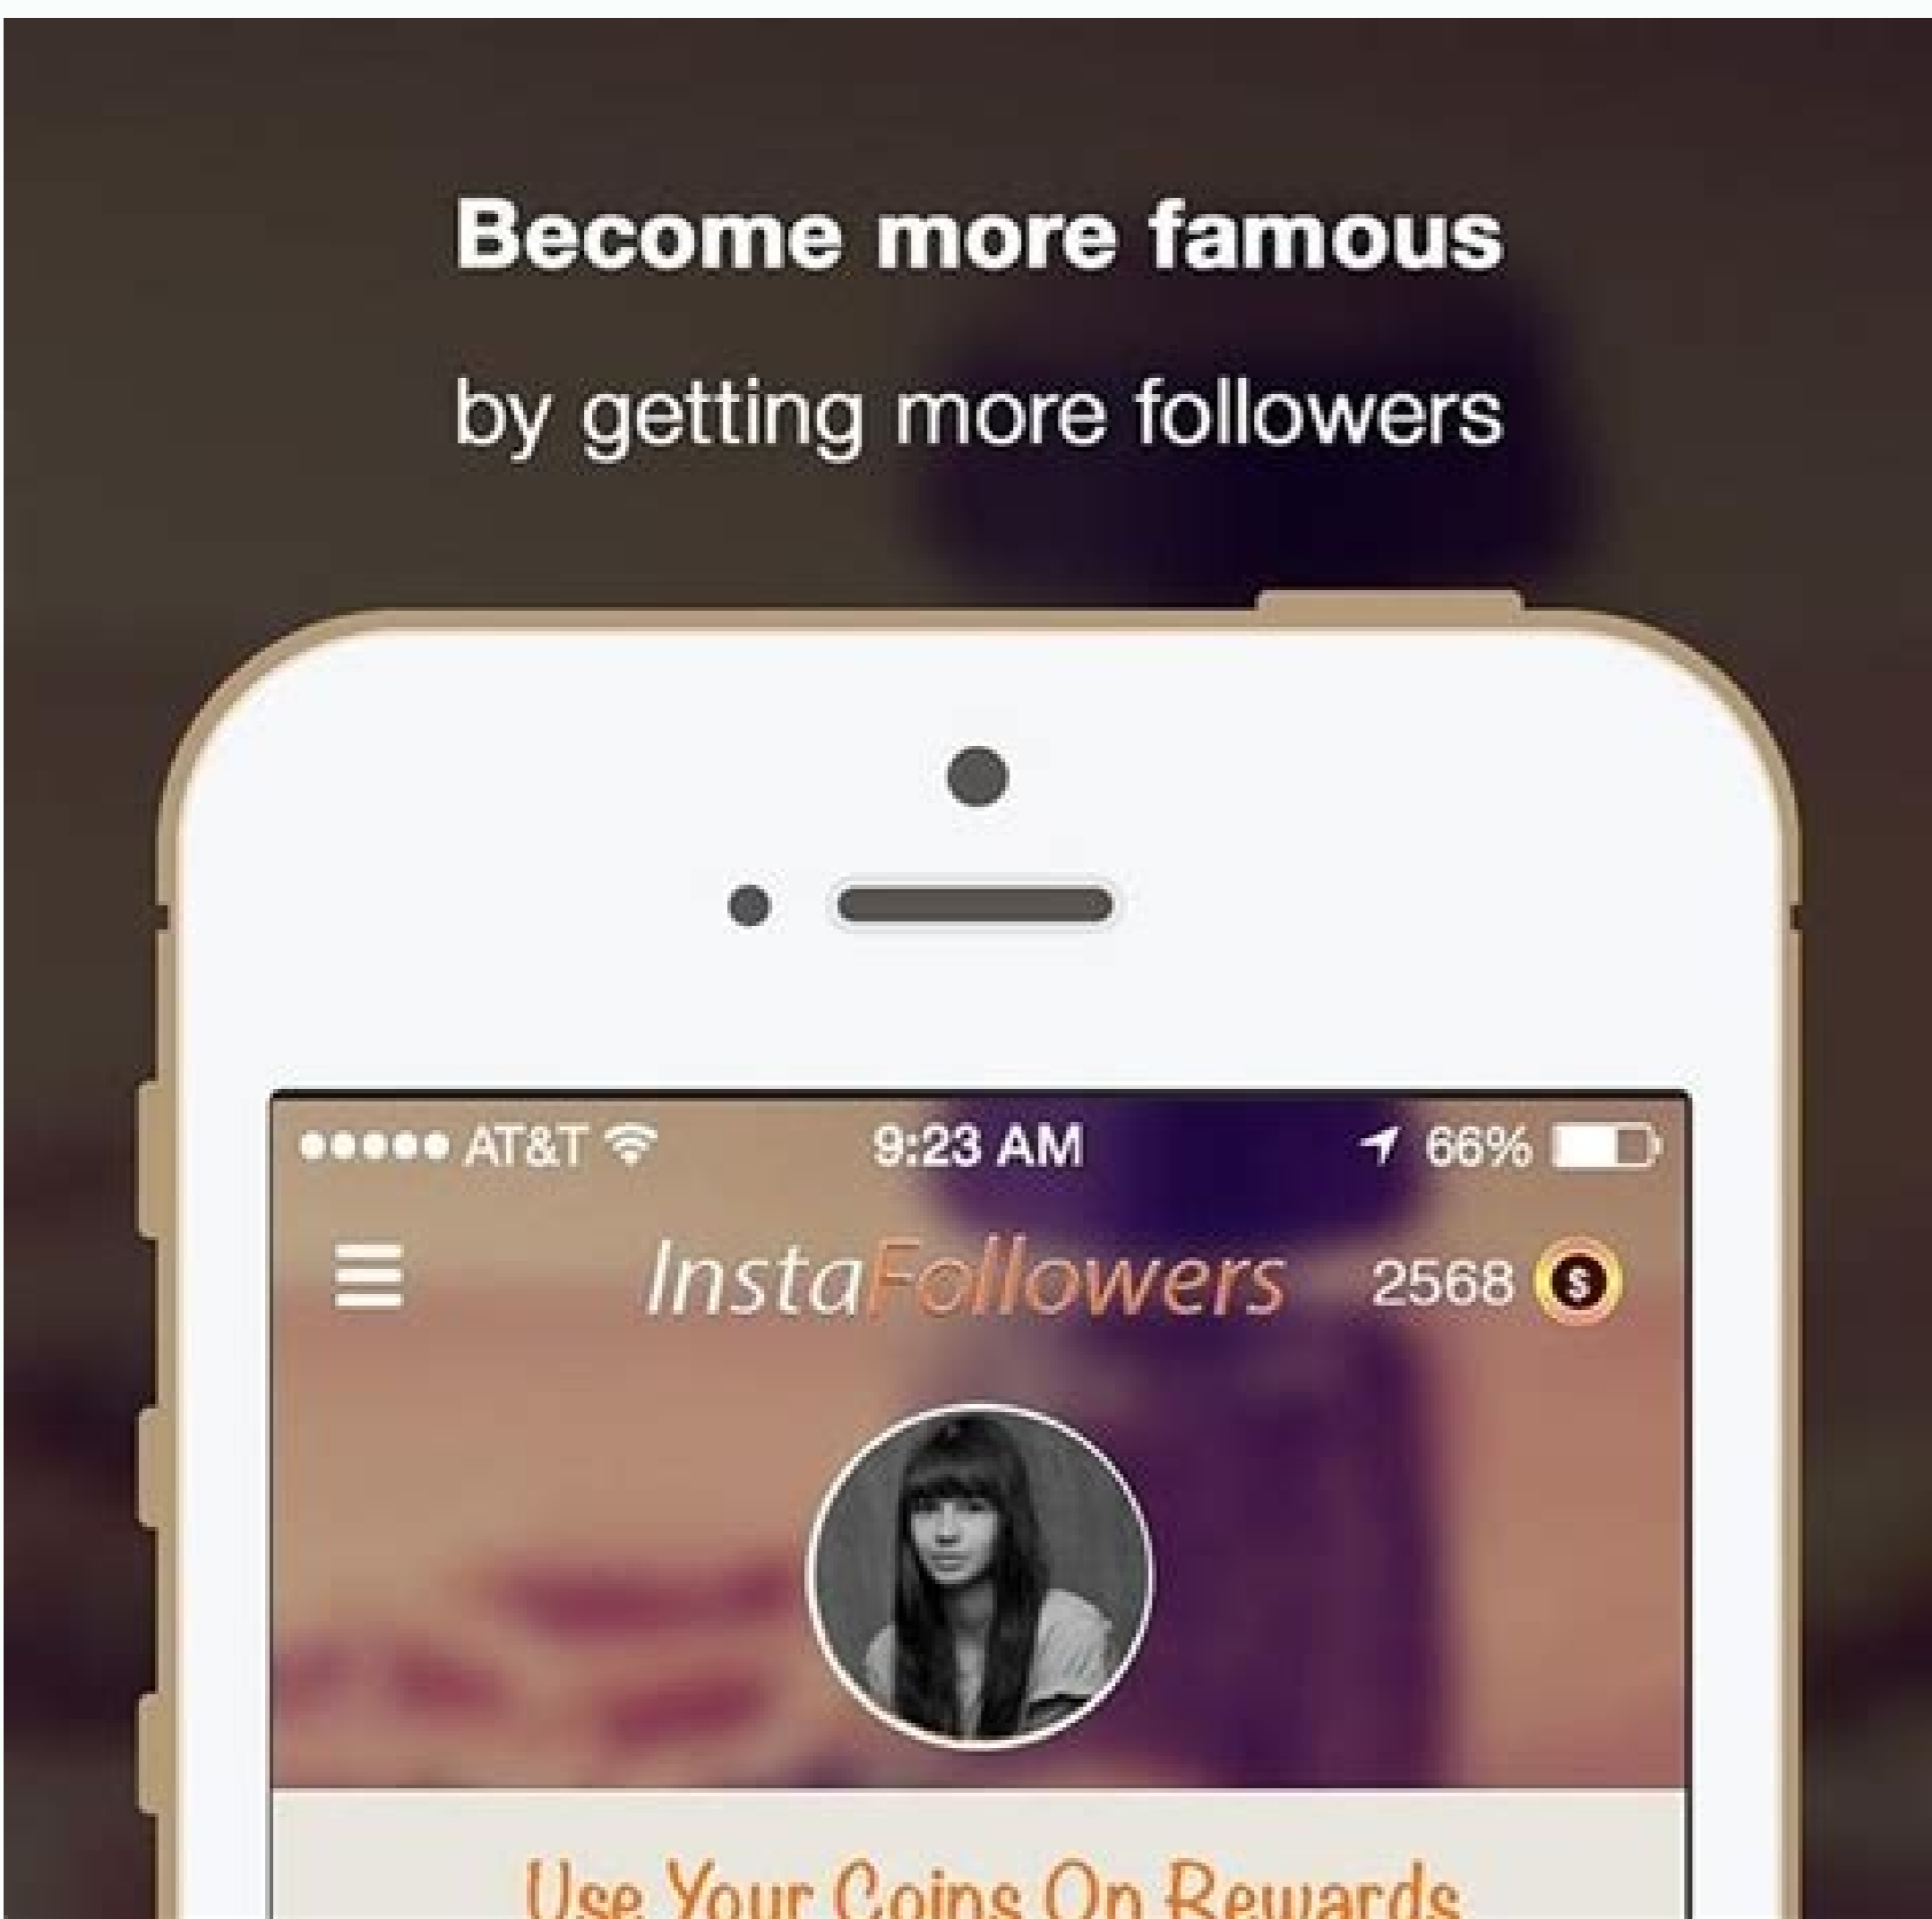 Become more famous
by getting more followers
AT&T 9:23 AM 66%
InstaFollowers 2568 $
Use Your Coins On Rewards